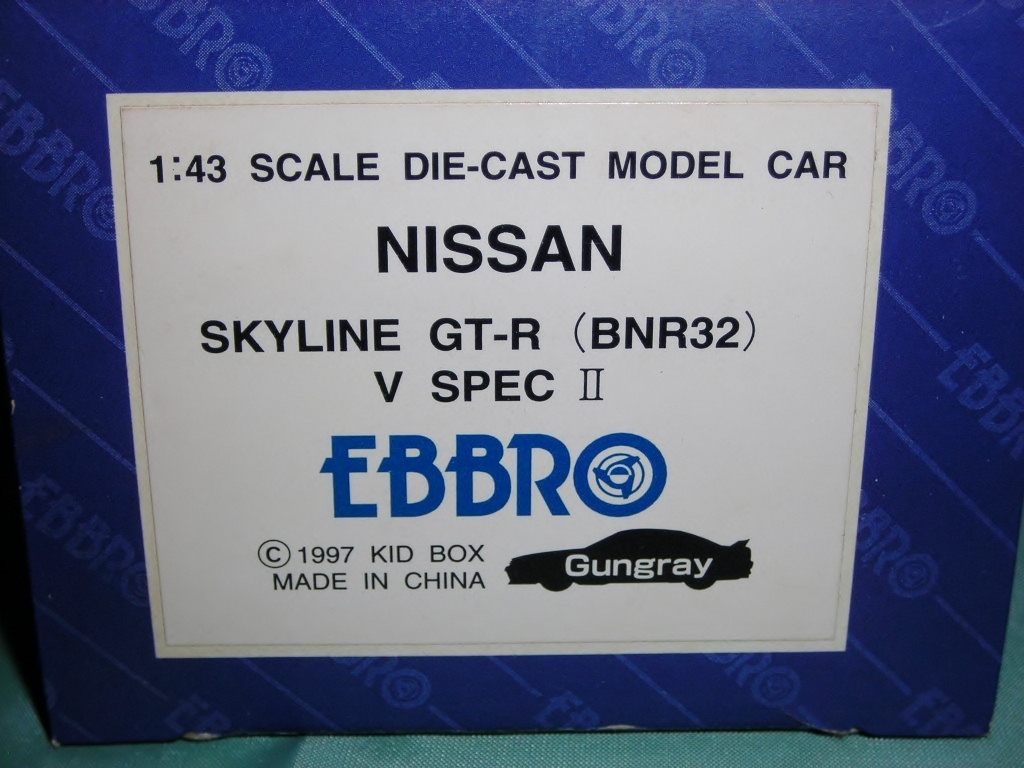 1:43 SCALE DIE-CAST MODEL CAR
NISSAN
SKYLINE GT-R (BNR32)
V SPEC Ⅱ
EBBRO
© 1997 KID BOX
MADE IN CHINA
Gungray